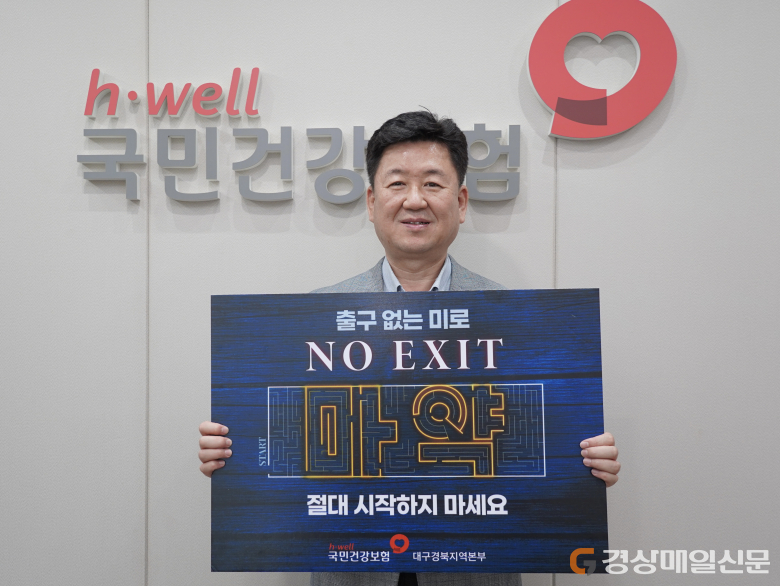 h·well
국민건강보험
출구 없는 미로
NO EXIT
START
마약
절대 시작하지 마세요
h·well
국민건강보험 대구경북지역본부
경상매일신문